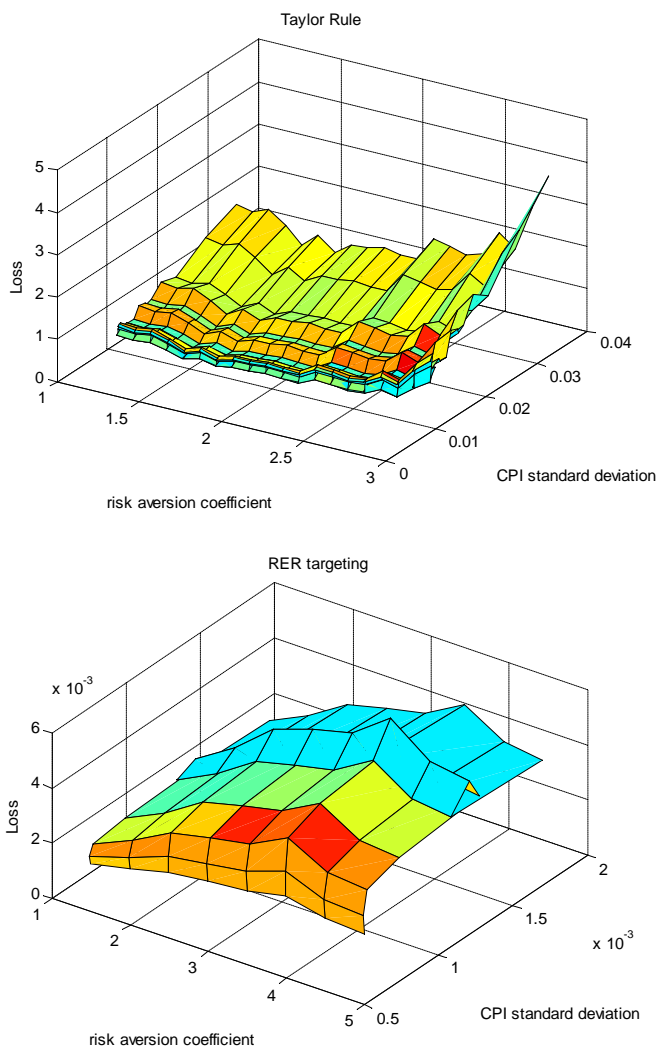 Taylor Rule
5
4
3
2
1
0
Loss
1
1.5
2
2.5
3
0
0.01
0.02
0.03
0.04
risk aversion coefficient
CPI standard deviation
RER targeting
x 10-3
6
4
2
0
Loss
1
2
3
4
5
0.5
1
1.5
2
x 10-3
risk aversion coefficient
CPI standard deviation